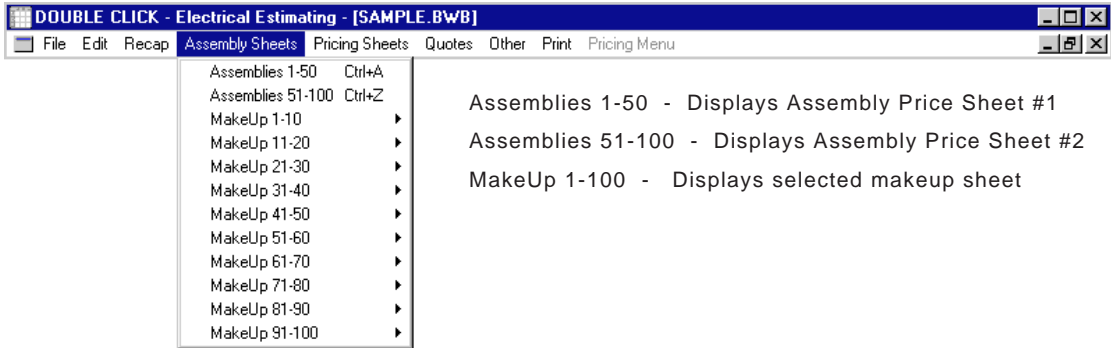 DOUBLE CLICK - Electrical Estimating - [SAMPLE.BWB]
File Edit Recap Assembly Sheets Pricing Sheets Quotes Other Print Pricing Menu
Assemblies 1-50 Ctrl+A
Assemblies 51-100 Ctrl+Z
MakeUp 1-10
MakeUp 11-20
MakeUp 21-30
MakeUp 31-40
MakeUp 41-50
MakeUp 51-60
MakeUp 61-70
MakeUp 71-80
MakeUp 81-90
MakeUp 91-100
Assemblies 1-50 - Displays Assembly Price Sheet #1
Assemblies 51-100 - Displays Assembly Price Sheet #2
MakeUp 1-100 - Displays selected makeup sheet